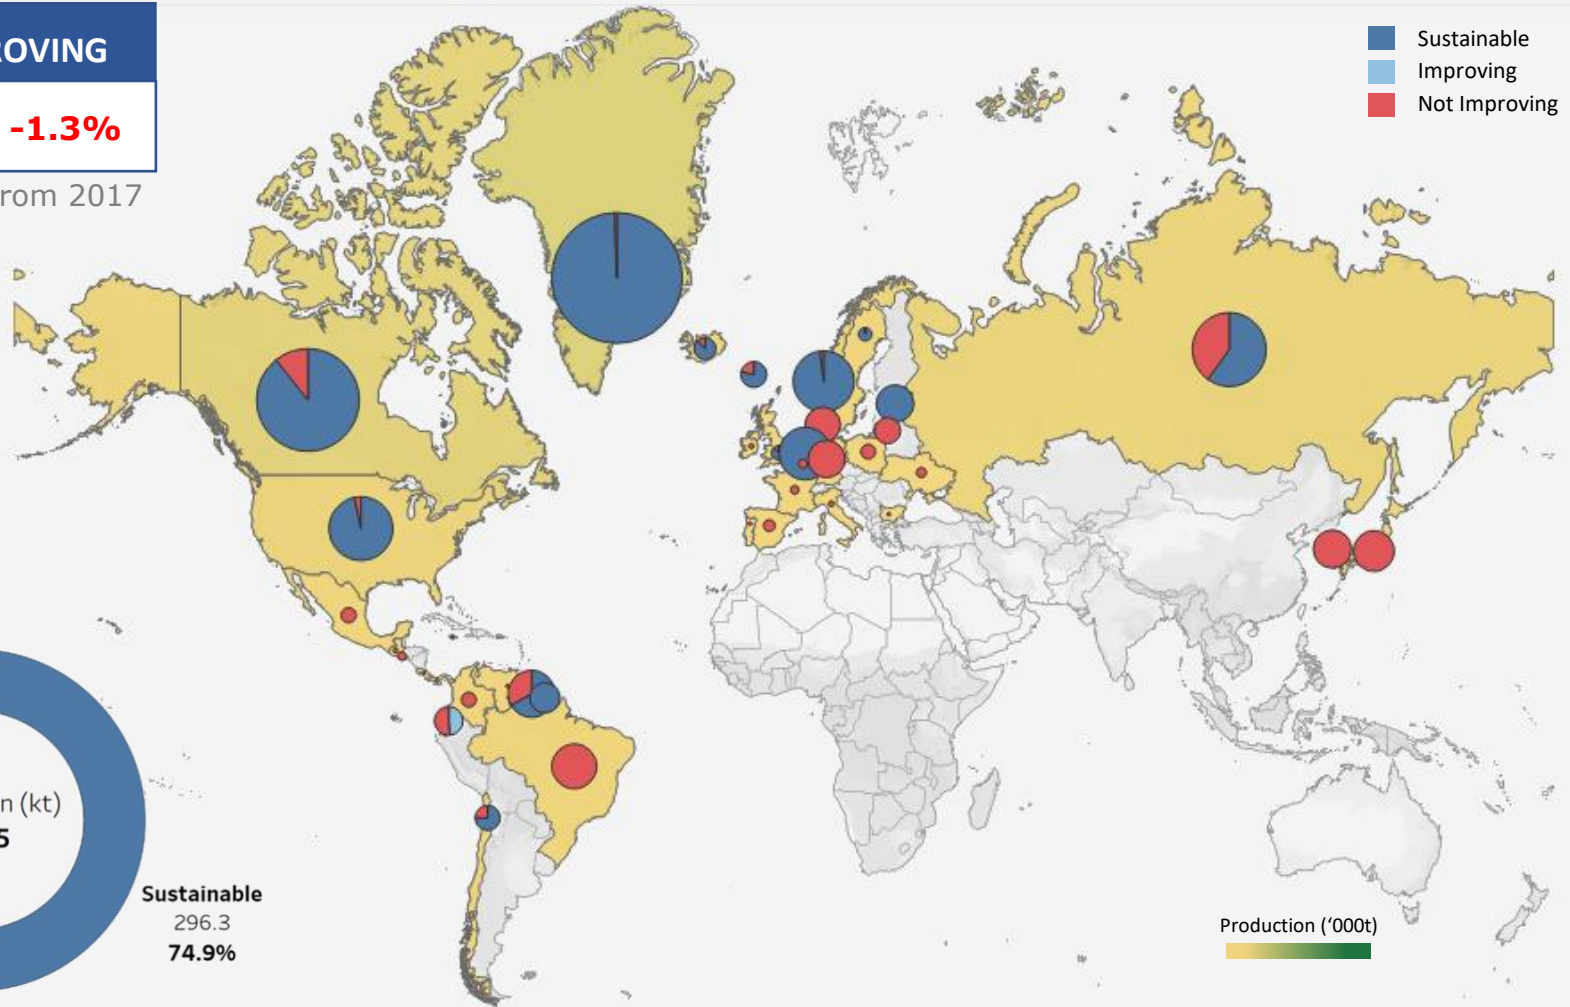 OVING
-1.3%
rom 2017
Sustainable
Improving
Not Improving
n (kt)
5
Sustainable
296.3
74.9%
Production (‘000t)